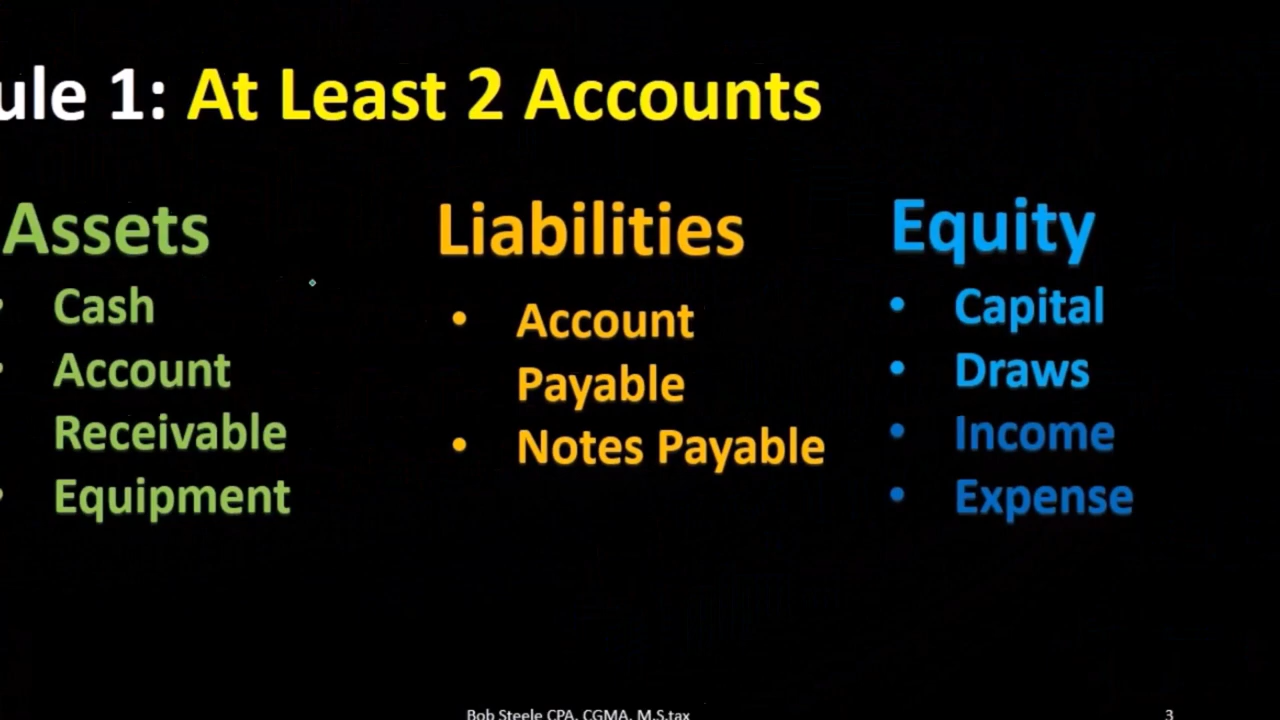 ule 1: At Least 2 Accounts
Assets
• Cash
• Account
Receivable
• Equipment
Liabilities
• Account
Payable
• Notes Payable
Equity
• Capital
• Draws
• Income
• Expense
Bob Steele CPA, CGMA, M.S.tax
3